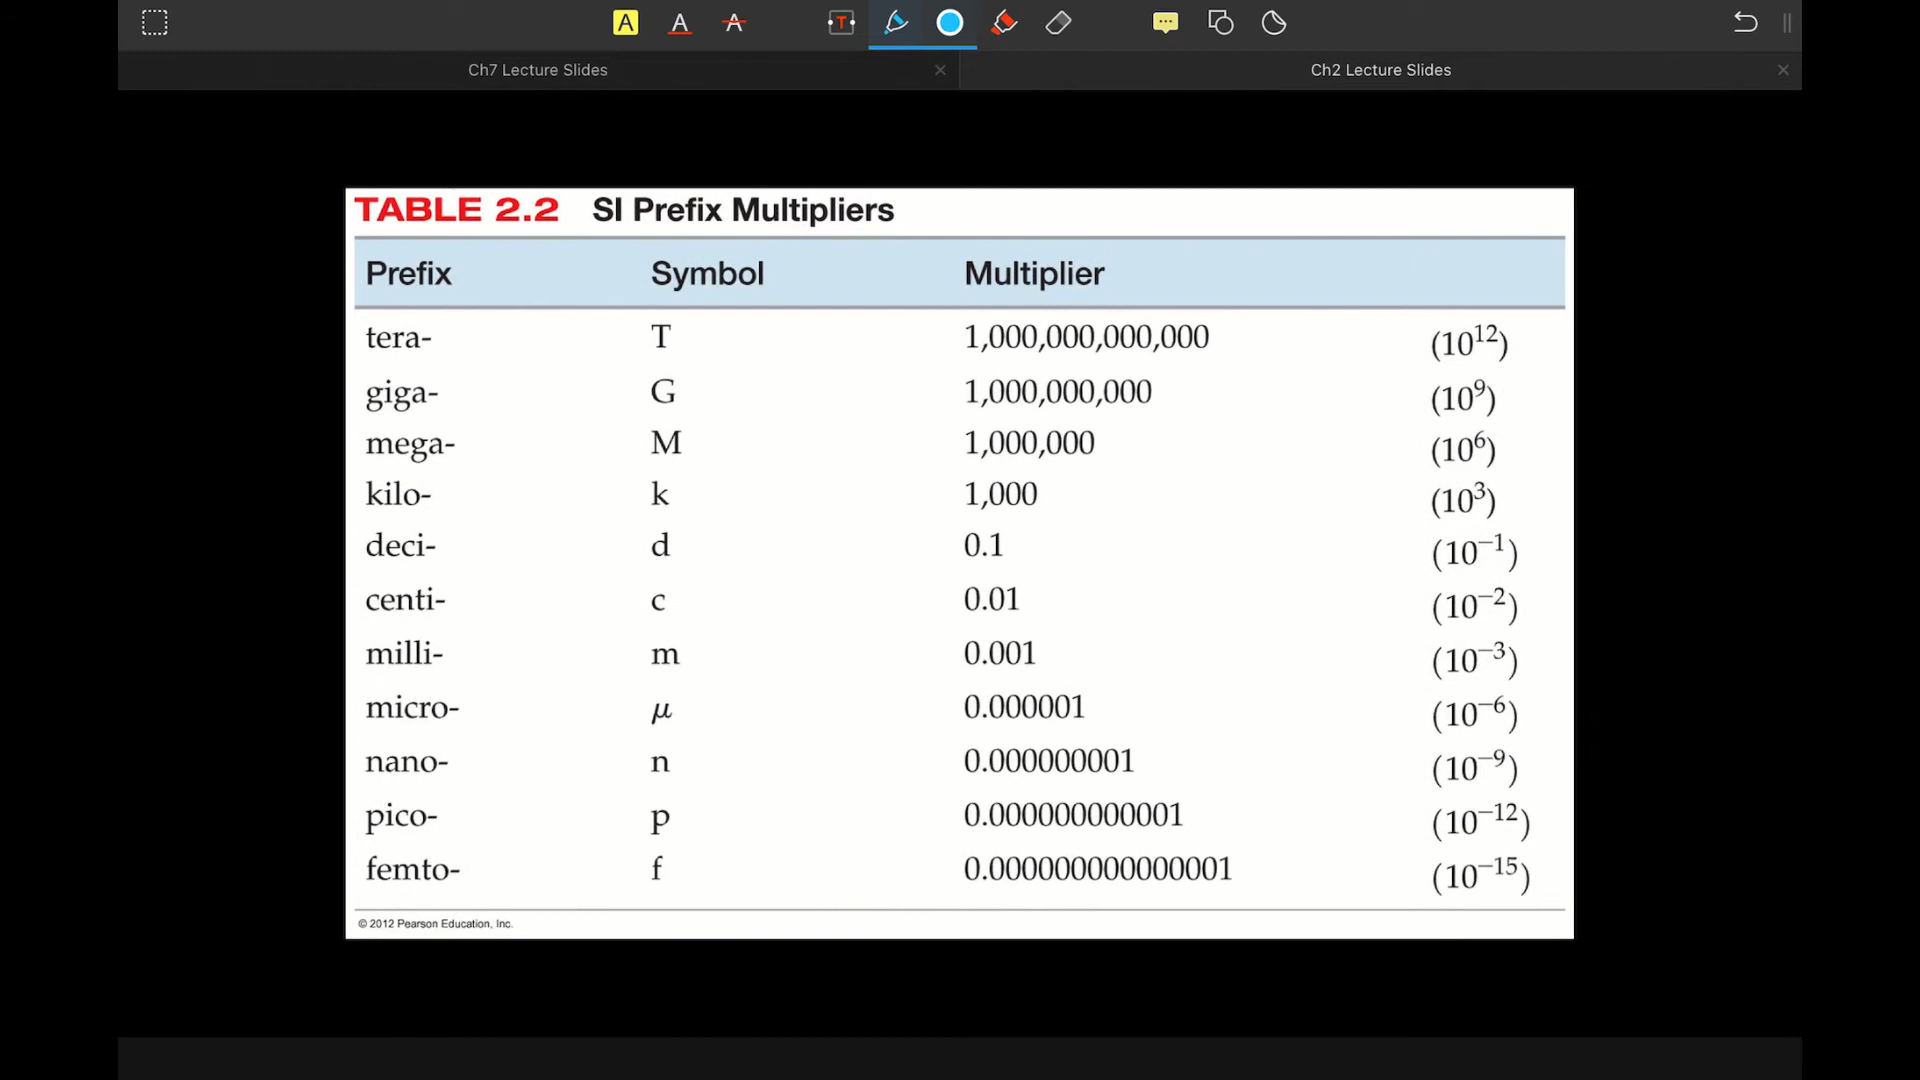 A A A T
Ch7 Lecture Slides × Ch2 Lecture Slides ×
TABLE 2.2 SI Prefix Multipliers
Prefix Symbol Multiplier
tera- T 1,000,000,000,000 (10¹²)
giga- G 1,000,000,000 (10⁹)
mega- M 1,000,000 (10⁶)
kilo- k 1,000 (10³)
deci- d 0.1 (10⁻¹)
centi- c 0.01 (10⁻²)
milli- m 0.001 (10⁻³)
micro- μ 0.000001 (10⁻⁶)
nano- n 0.000000001 (10⁻⁹)
pico- p 0.000000000001 (10⁻¹²)
femto- f 0.000000000000001 (10⁻¹⁵)
© 2012 Pearson Education, Inc.